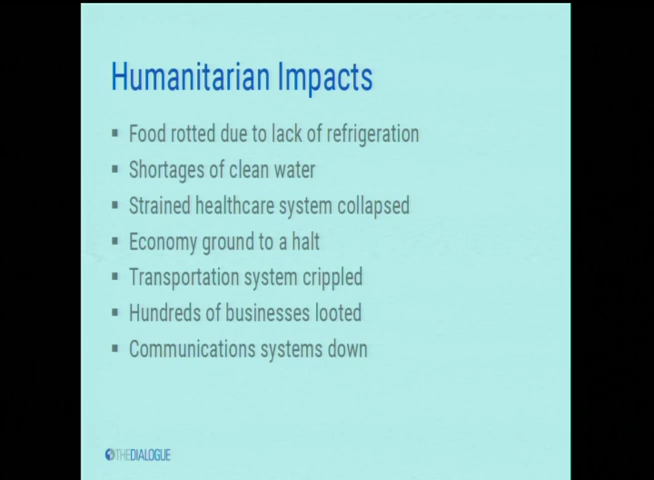 Humanitarian Impacts
▪ Food rotted due to lack of refrigeration
▪ Shortages of clean water
▪ Strained healthcare system collapsed
▪ Economy ground to a halt
▪ Transportation system crippled
▪ Hundreds of businesses looted
▪ Communications systems down
THEDIALOGUE